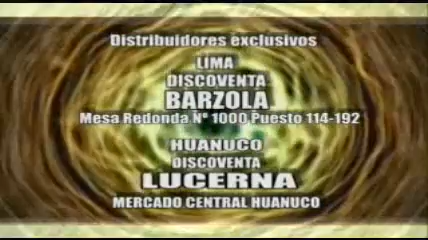 Distribuidores exclusivos
LIMA
DISCOVENTA
BARZOLA
Mesa Redonda Nº 1000 Puesto 114-192
HUANUCO
DISCOVENTA
LUCERNA
MERCADO CENTRAL HUANUCO